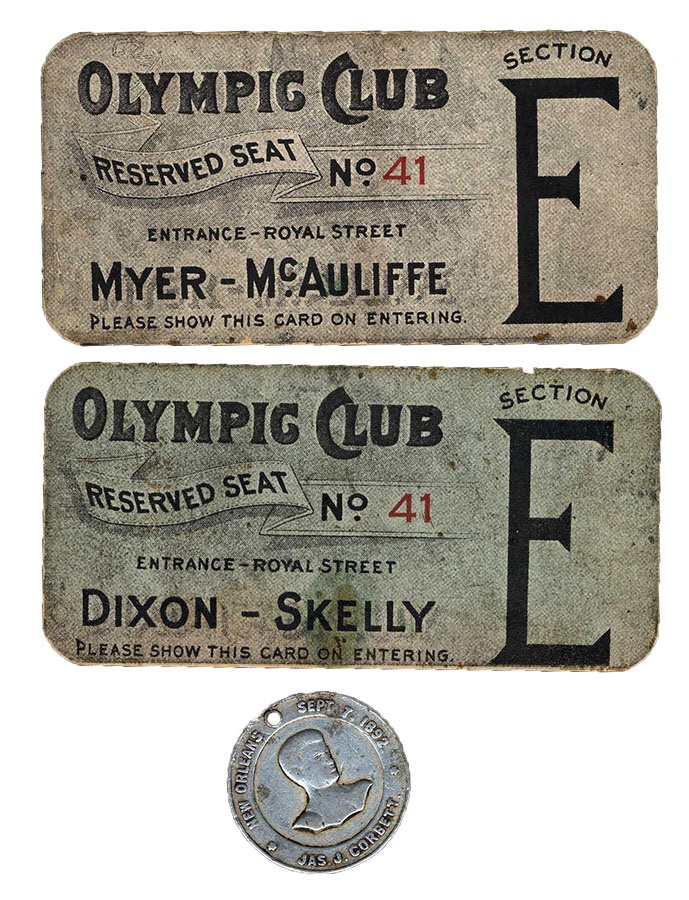 OLYMPIC CLUB
RESERVED SEAT No 41
ENTRANCE - ROYAL STREET
MYER - McAULIFFE
PLEASE SHOW THIS CARD ON ENTERING.
SECTION
E
OLYMPIC CLUB
RESERVED SEAT No 41
ENTRANCE - ROYAL STREET
DIXON - SKELLY
PLEASE SHOW THIS CARD ON ENTERING.
SECTION
E
NEW ORLEANS SEPT. 7, 1892
JAS. J. CORBETT.